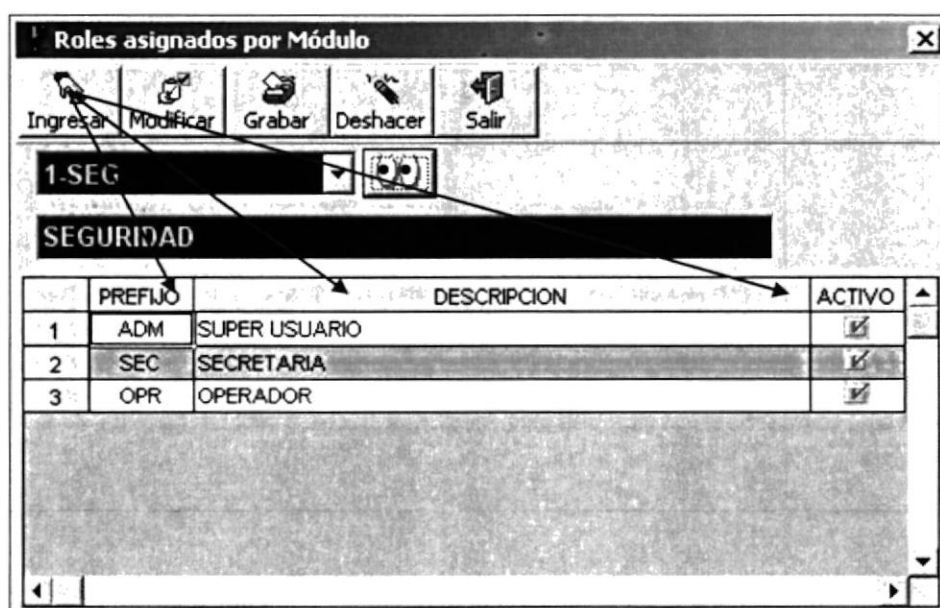 Roles asignados por Módulo
Ingresar Modificar Grabar Deshacer Salir
1-SEG
SEGURIDAD
PREFIJO DESCRIPCION ACTIVO
1 ADM SUPER USUARIO
2 SEC SECRETARIA
3 OPR OPERADOR